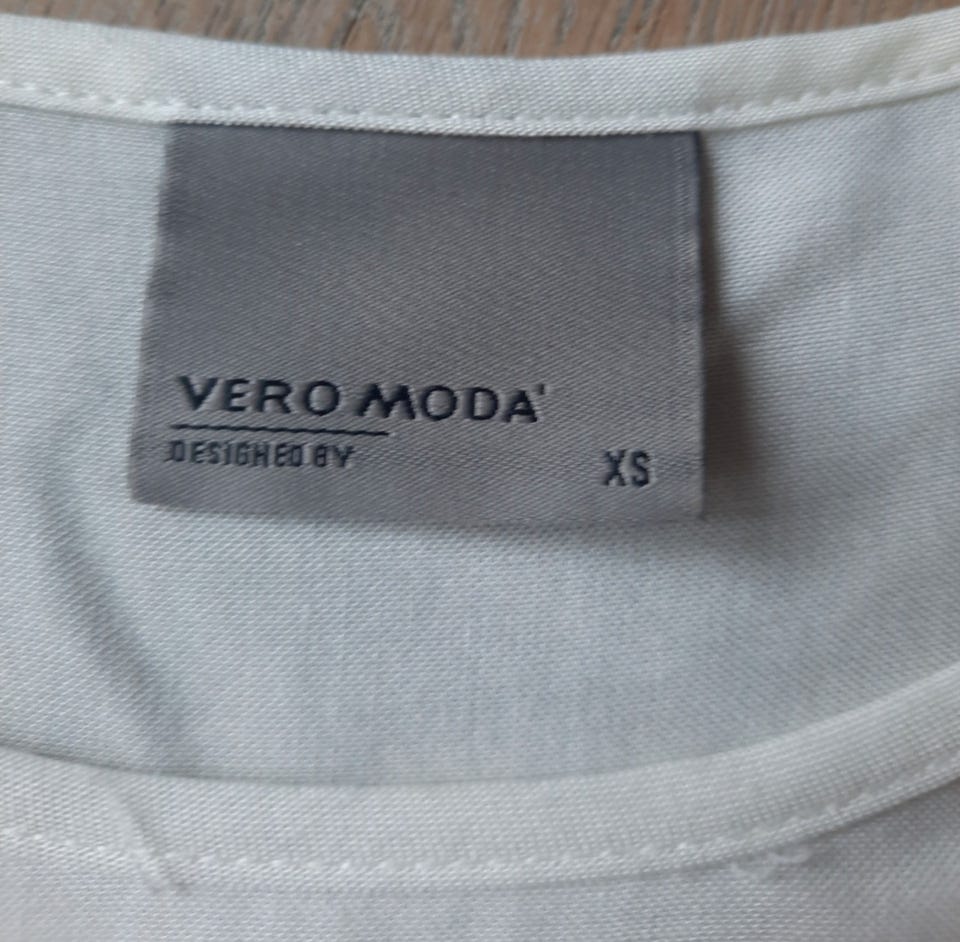 VERO MODA'
DESIGNED BY
XS